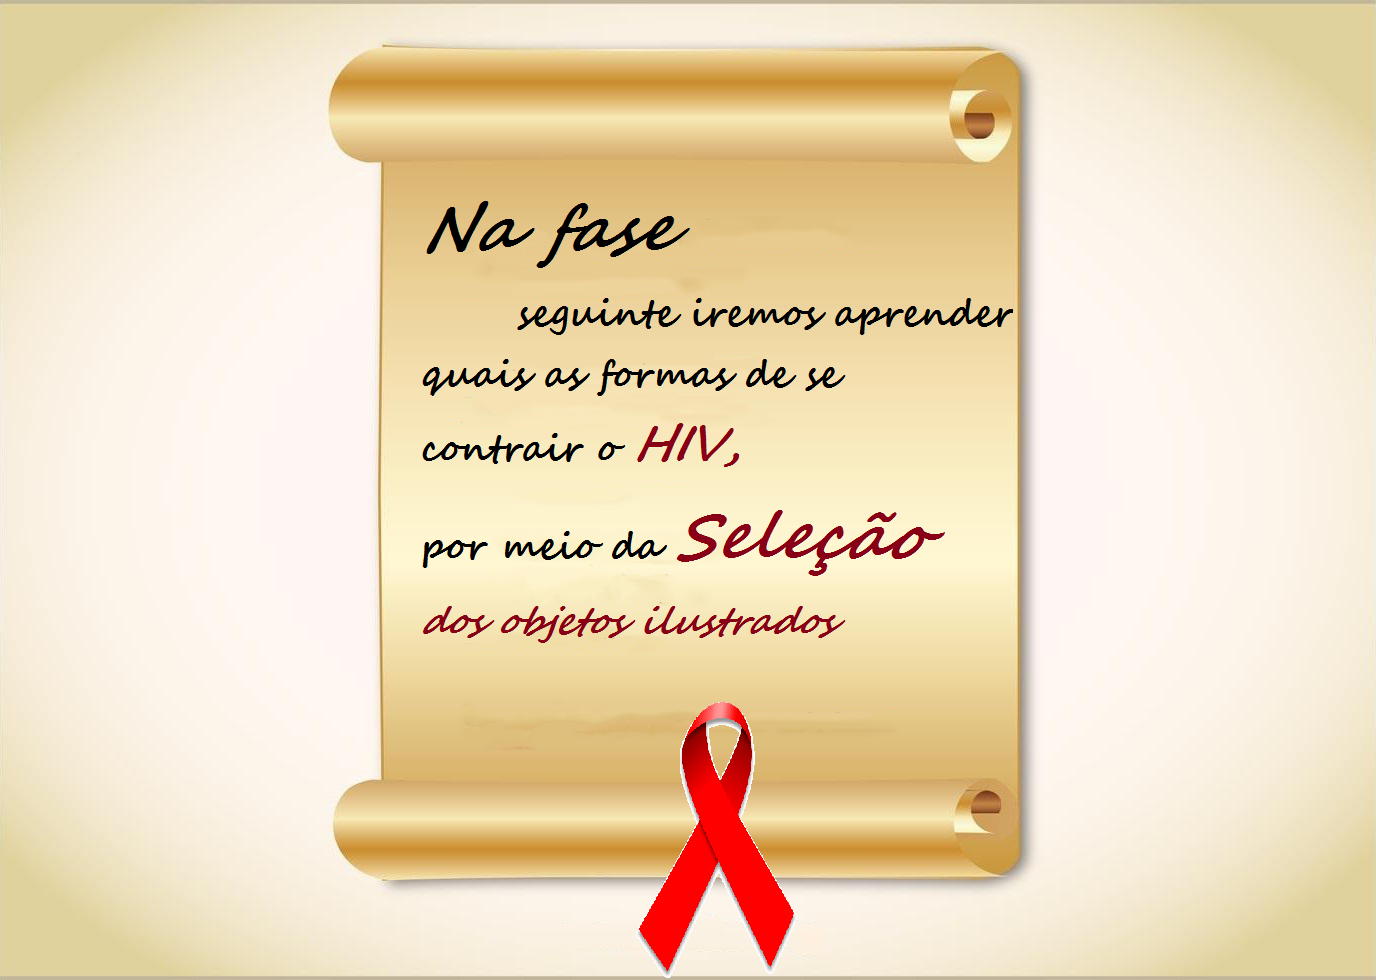 Na fase
seguinte iremos aprender
quais as formas de se
contrair o HIV,
por meio da Seleção
dos objetos ilustrados